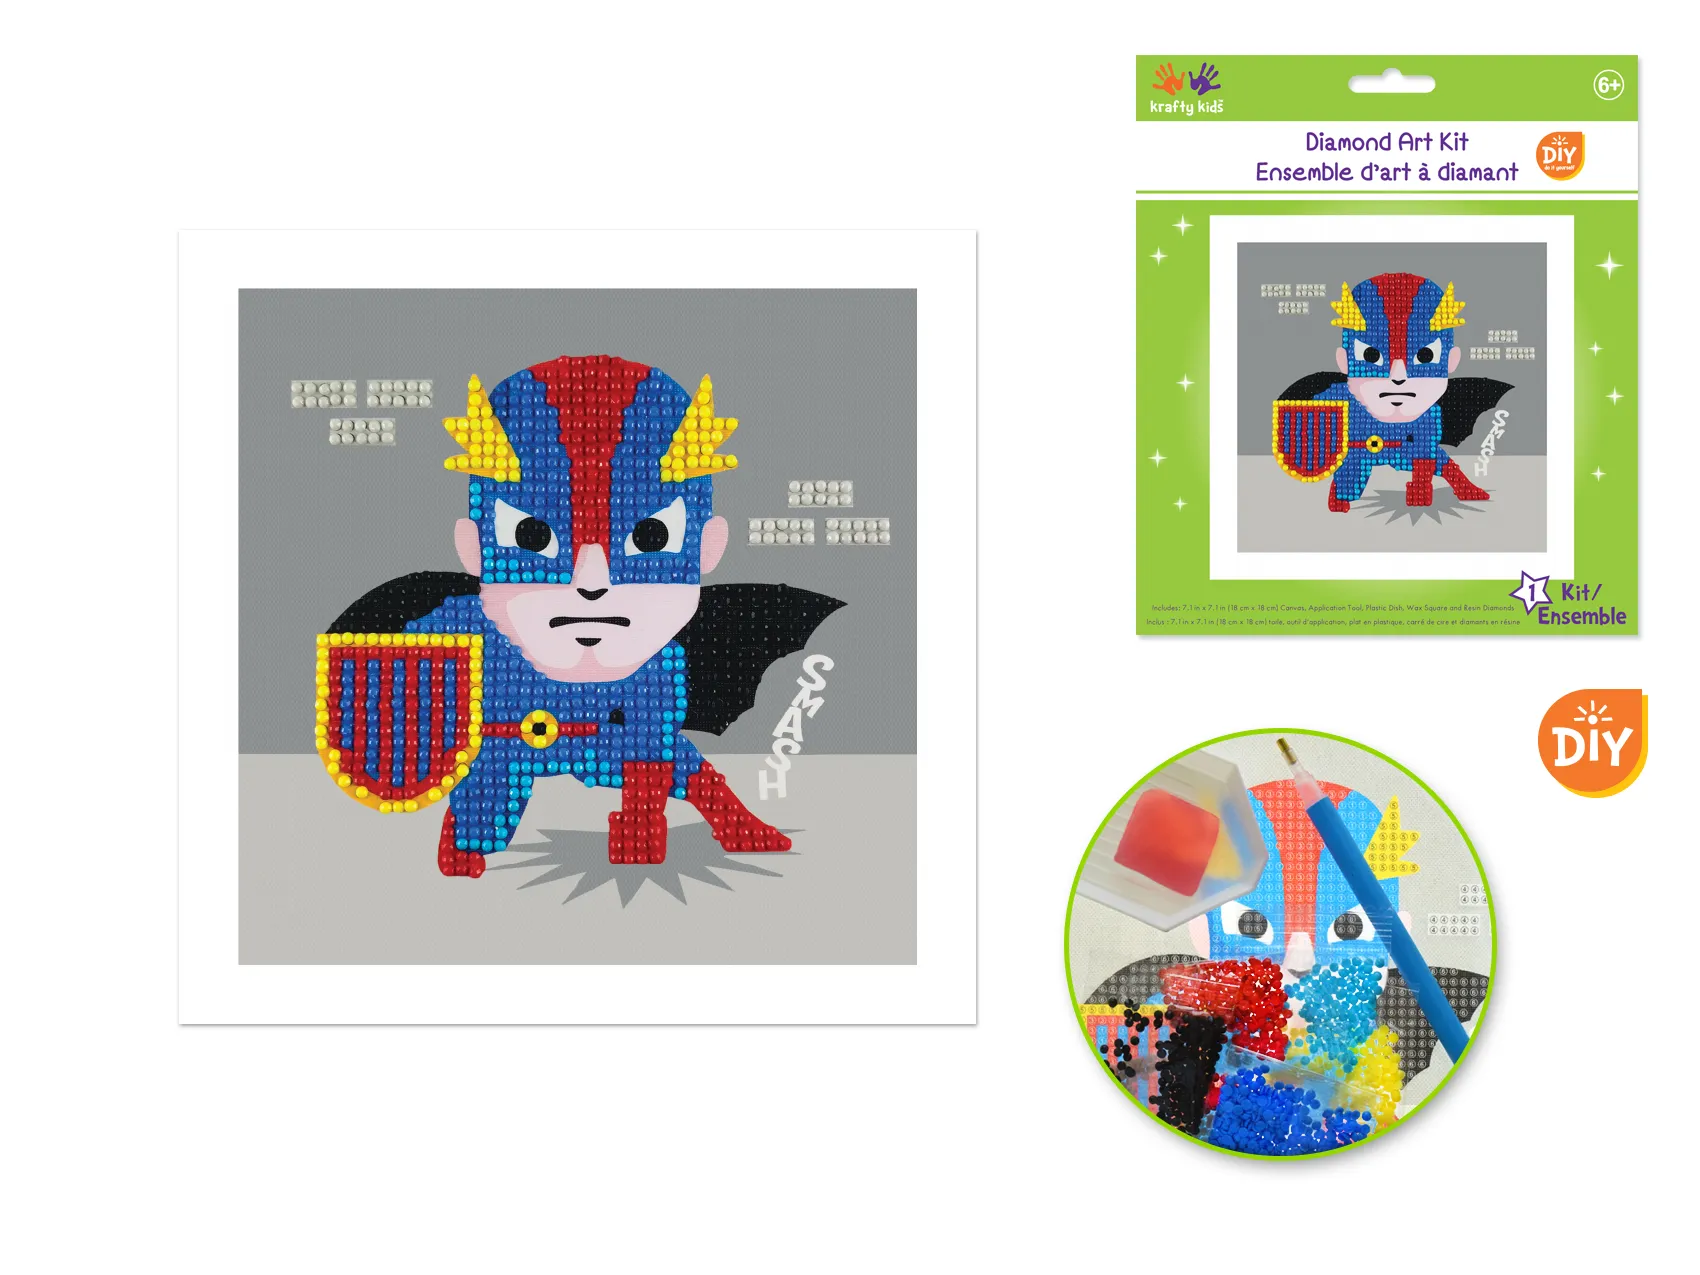 SMASH
krafty kids
6+
Diamond Art Kit
Ensemble d'art à diamant
DIY
do it yourself
SMASH
1 Kit/
Ensemble
Includes: 7.1 in x 7.1 in (18 cm x 18 cm) Canvas, Application Tool, Plastic Dish, Wax Square and Resin Diamonds
Inclus : 7.1 in x 7.1 in (18 cm x 18 cm) toile, outil d'application, plat en plastique, carré de cire et diamants en résine
DIY